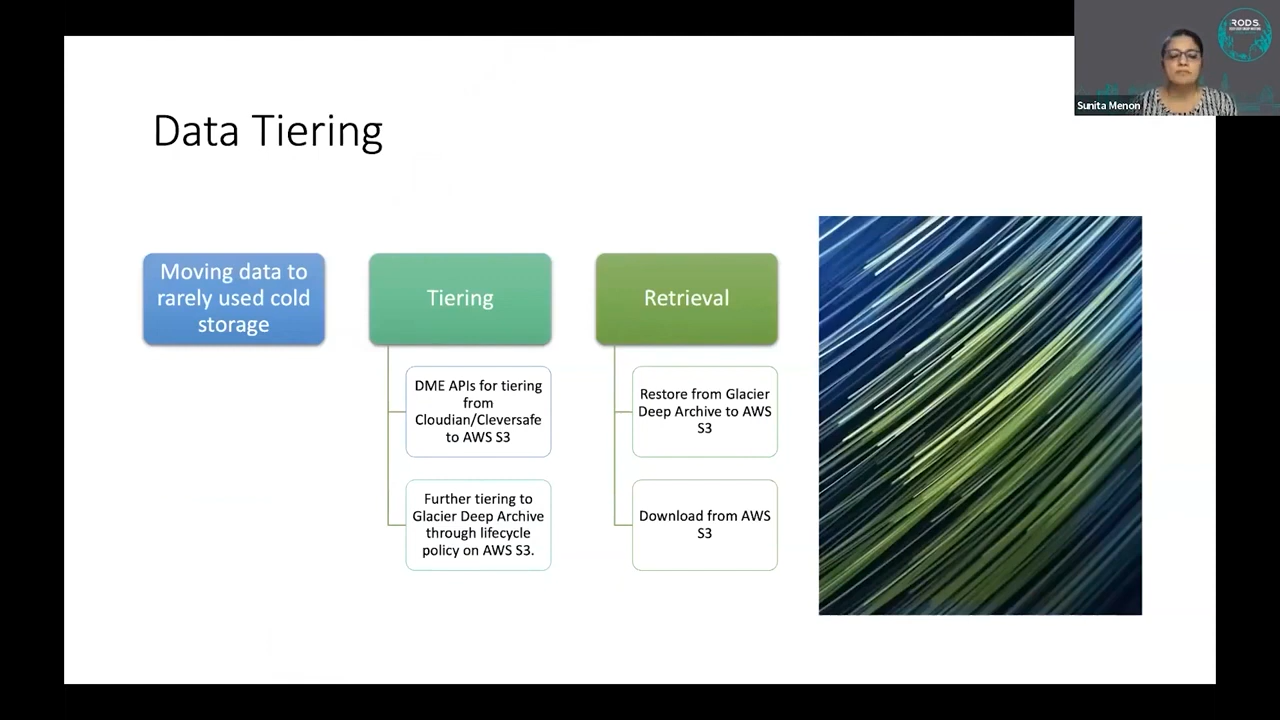 RODS
Sunita Menon
Data Tiering
Moving data to
rarely used cold
storage
Tiering
DME APIs for tiering
from
Cloudian/Cleversafe
to AWS S3
Further tiering to
Glacier Deep Archive
through lifecycle
policy on AWS S3.
Retrieval
Restore from Glacier
Deep Archive to AWS
S3
Download from AWS
S3